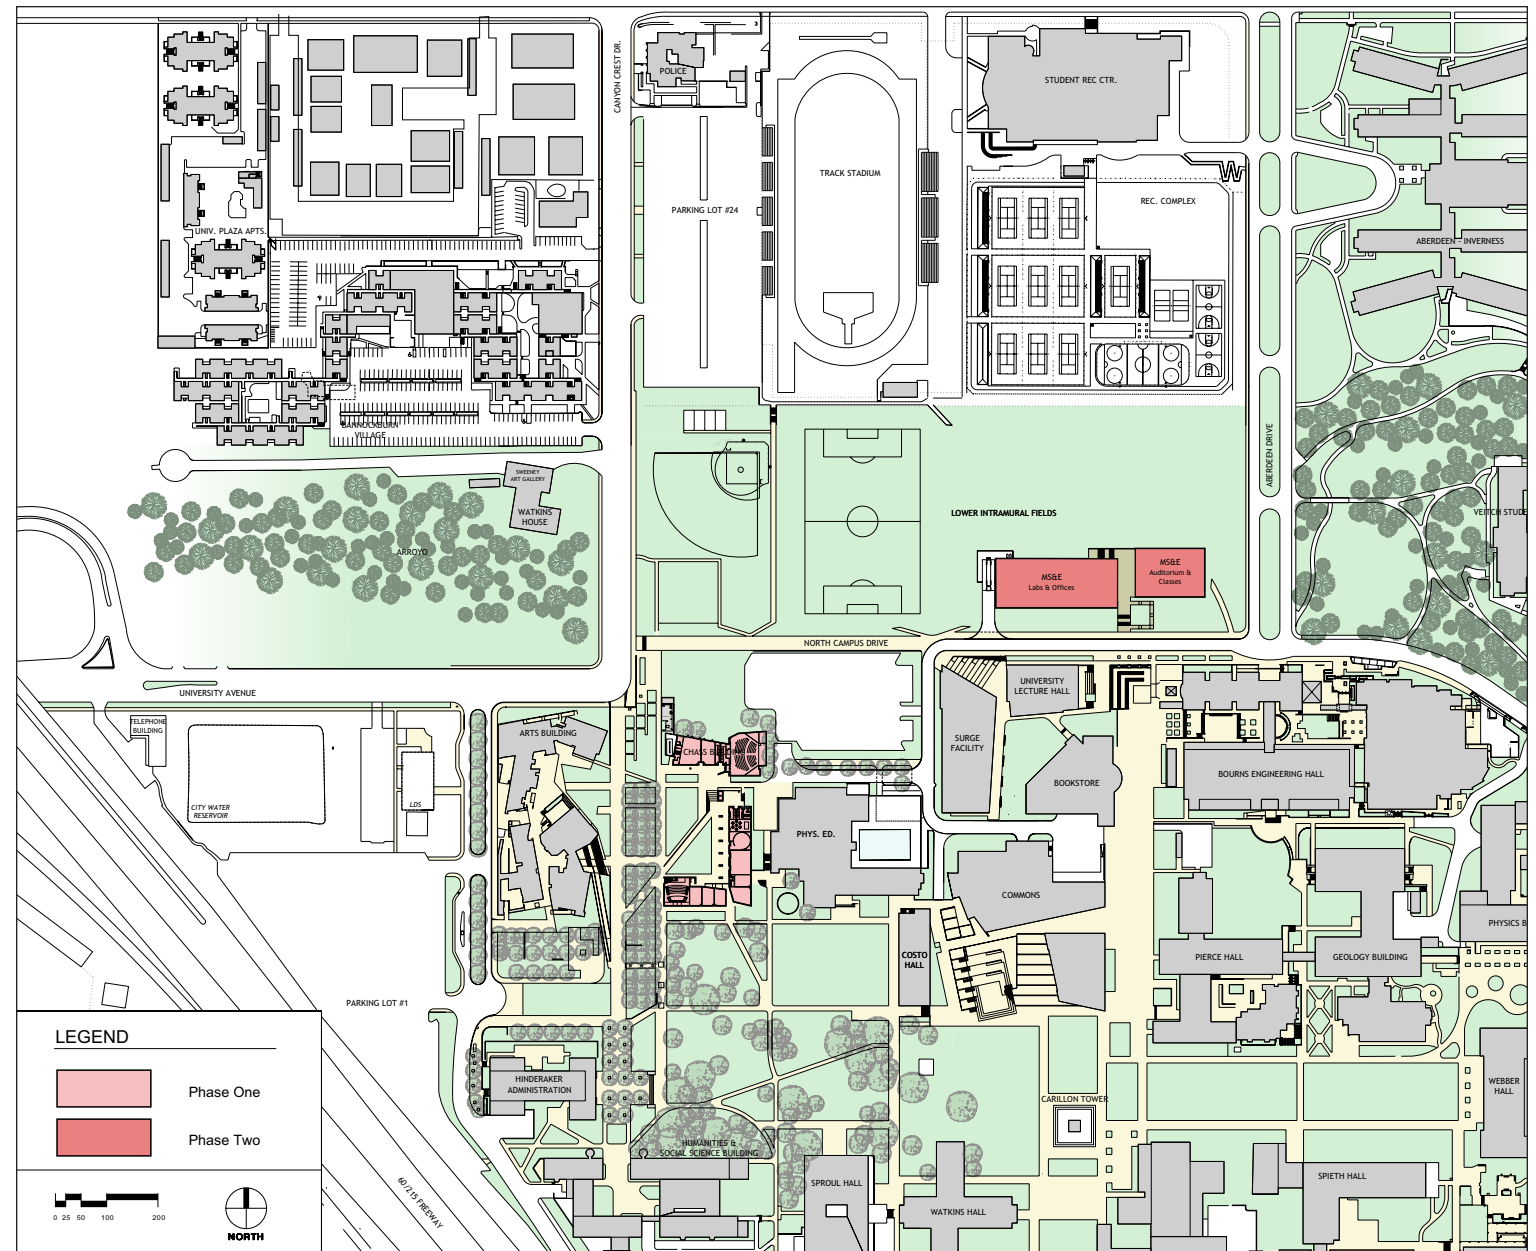 CANYON CREST DR.
POLICE
STUDENT REC CTR.
TRACK STADIUM
PARKING LOT #24
REC. COMPLEX
UNIV. PLAZA APTS.
ABERDEEN - INVERNESS
BANNOCKBURN
VILLAGE
ABERDEEN DRIVE
SWEENEY
ART GALLERY
WATKINS
HOUSE
LOWER INTRAMURAL FIELDS
VEITCH STUDE
ARROYO
MS&E
Labs & Offices
MS&E
Auditorium &
Classes
NORTH CAMPUS DRIVE
UNIVERSITY AVENUE
UNIVERSITY
LECTURE HALL
TELEPHONE
BUILDING
ARTS BUILDING
SURGE
FACILITY
BOOKSTORE
BOURNS ENGINEERING HALL
CITY WATER
RESERVOIR
LDS
PHYS. ED.
COMMONS
PHYSICS B
COSTO
HALL
PIERCE HALL
GEOLOGY BUILDING
PARKING LOT #1
LEGEND
Phase One
Phase Two
HINDERAKER
ADMINISTRATION
WEBBER
HALL
CARILLON TOWER
HUMANITIES &
SOCIAL SCIENCE BUILDING
SPROUL HALL
SPIETH HALL
WATKINS HALL
60/215 FREEWAY
0 25 50 100 200
NORTH